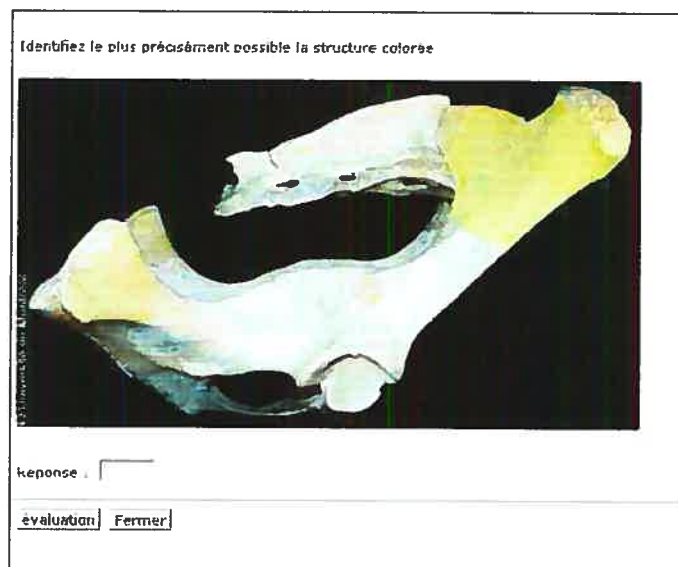 Identifiez le plus précisément possible la structure colorée
Réponse :
évaluation Fermer